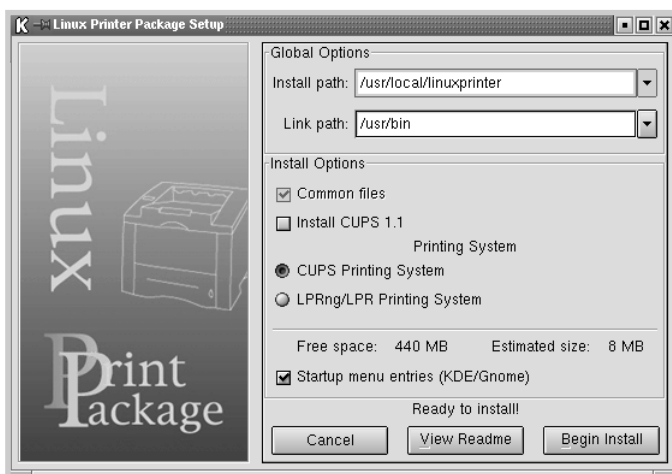 Linux Printer Package Setup
Linux
Print
Package
Global Options
Install path: /usr/local/linuxprinter
Link path: /usr/bin
Install Options
Common files
Install CUPS 1.1
Printing System
CUPS Printing System
LPRng/LPR Printing System
Free space: 440 MB Estimated size: 8 MB
Startup menu entries (KDE/Gnome)
Ready to install!
Cancel View Readme Begin Install